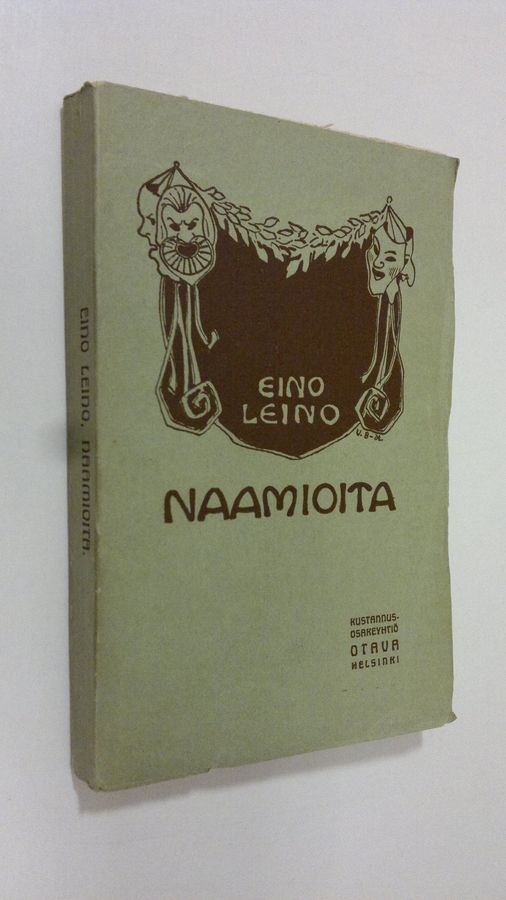 EINO LEINO, NAAMIOITA.
EINO
LEINO
V. B-M.
NAAMIOITA
KUSTANNUS-
OSAKEYHTIÖ
OTAVA
HELSINKI